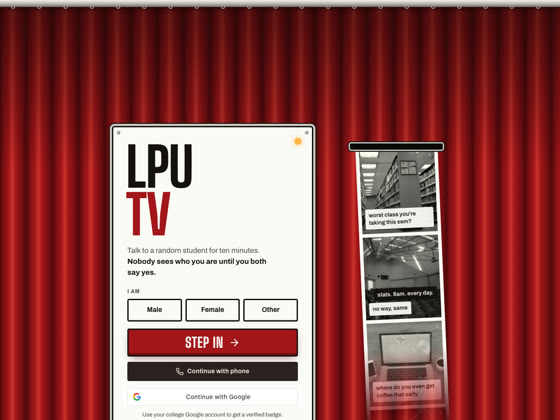 LPU
TV
Talk to a random student for ten minutes.
Nobody sees who you are until you both
say yes.
I AM
Male
Female
Other
STEP IN →
Continue with phone
Continue with Google
Use your college Google account to get a verified badge.
worst class you're
taking this sem?
stats. 8am. every day.
no way, same
where do you even get
coffee that early